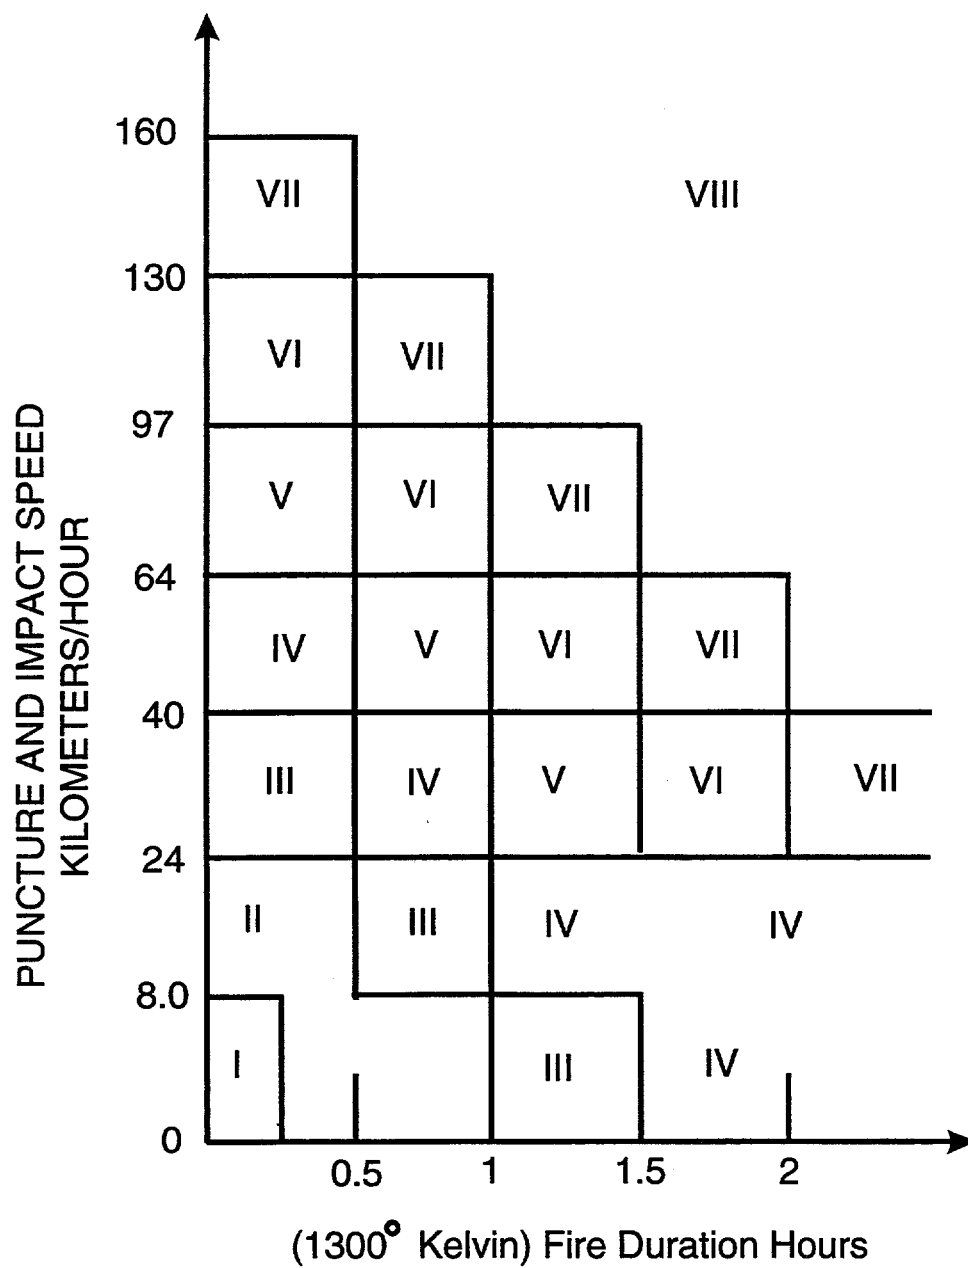 160
VII
VIII
130
VI
VII
97
V
VI
VII
64
IV
V
VI
VII
40
III
IV
V
VI
VII
24
II
III
IV
IV
8.0
I
III
IV
0
0.5
1
1.5
2
PUNCTURE AND IMPACT SPEED
KILOMETERS/HOUR
(1300° Kelvin) Fire Duration Hours